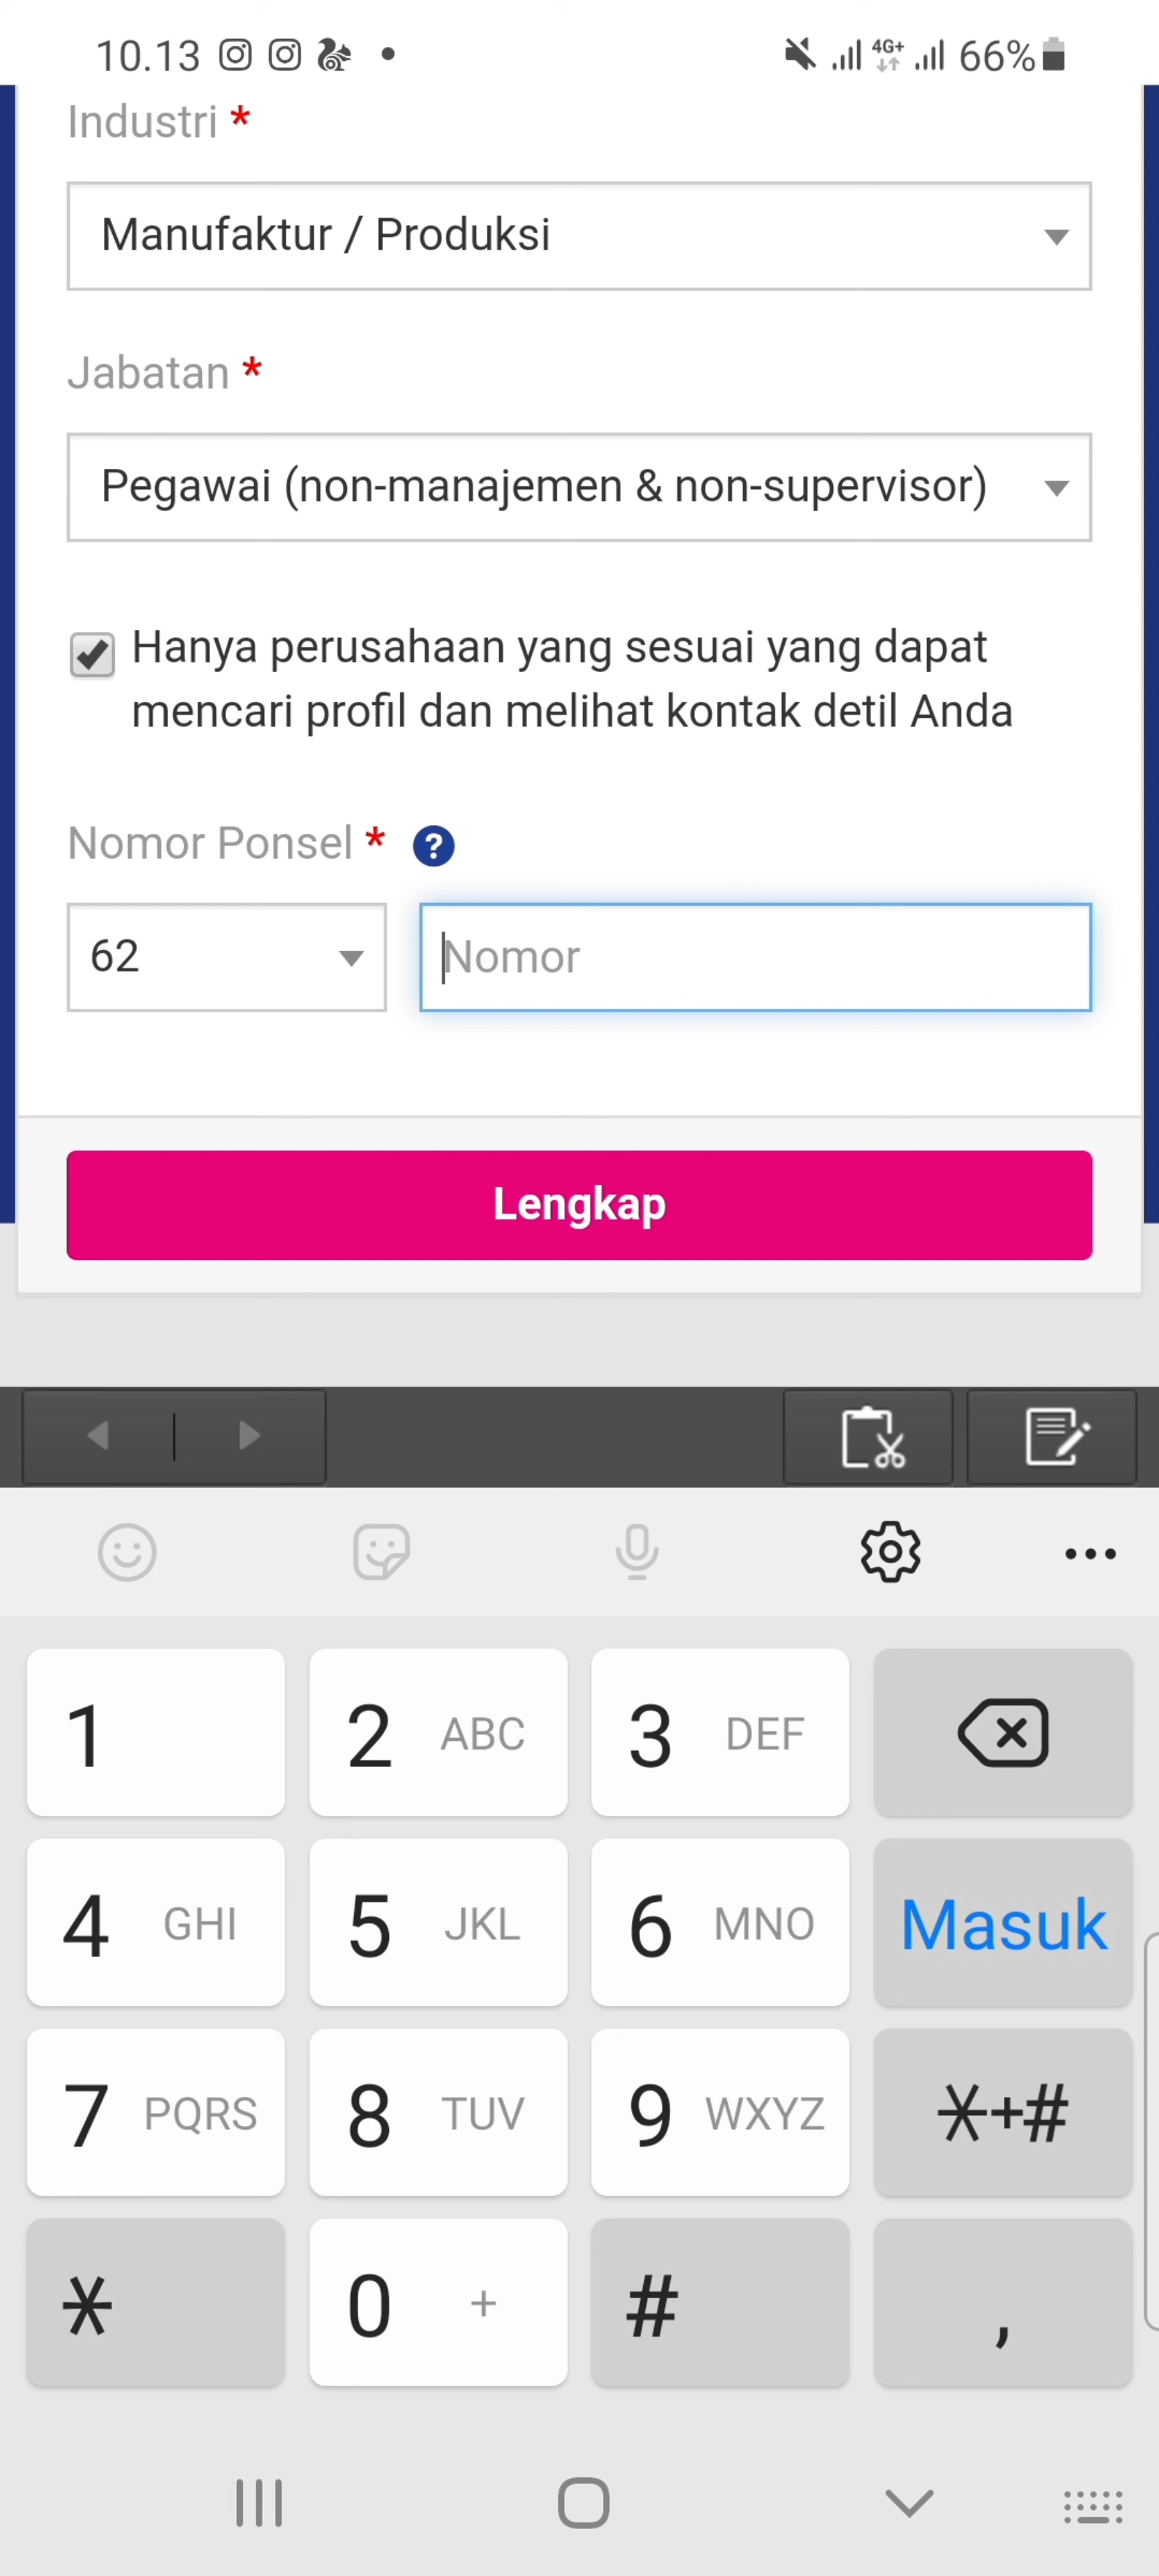 10.13 4G+ 66%
Industri *
Manufaktur / Produksi
Jabatan *
Pegawai (non-manajemen & non-supervisor)
Hanya perusahaan yang sesuai yang dapat
mencari profil dan melihat kontak detil Anda
Nomor Ponsel * ?
62 Nomor
Lengkap
1 2 ABC 3 DEF
4 GHI 5 JKL 6 MNO Masuk
7 PQRS 8 TUV 9 WXYZ *+#
* 0 + # ,